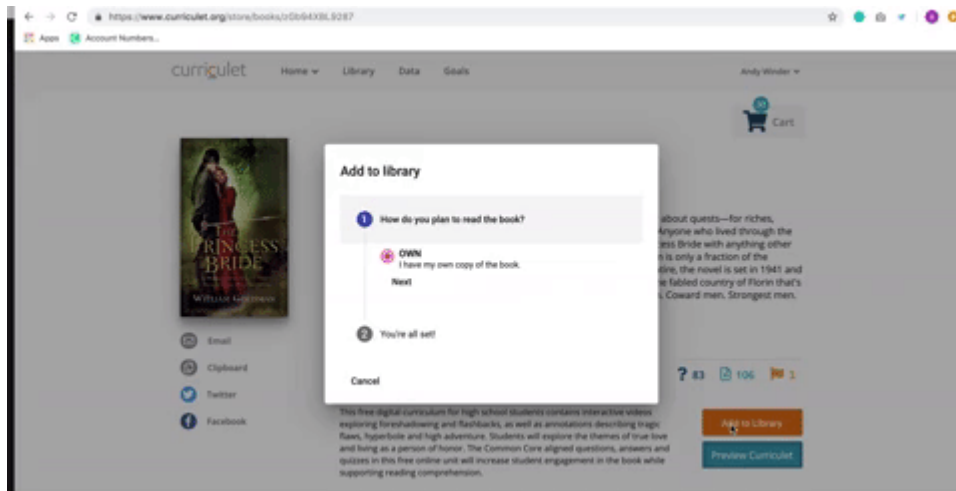 https://www.curriculet.org/store/books/
Apps Account Numbers...
curriculet Home Library Data Goals Andy Winder
Cart
Add to library
1 How do you plan to read the book?
OWN
I have my own copy of the book.
Next
2 You're all set!
Cancel
THE
PRINCESS
BRIDE
WILLIAM GOLDMAN
Email
Clipboard
Twitter
Facebook
about quests—for riches,
Anyone who lived through the
ess Bride with anything other
n is only a fraction of the
tire, the novel is set in 1941 and
he fabled country of Florin that's
Coward men. Strongest men.
? 83 106 1
This free digital curriculum for high school students contains interactive videos
exploring foreshadowing and flashbacks, as well as annotations describing tragic
flaws, hyperbole and high adventure. Students will explore the themes of true love
and living as a person of honor. The Common Core aligned questions, answers and
quizzes in this free online unit will increase student engagement in the book while
supporting reading comprehension.
Add to Library
Preview Curriculet